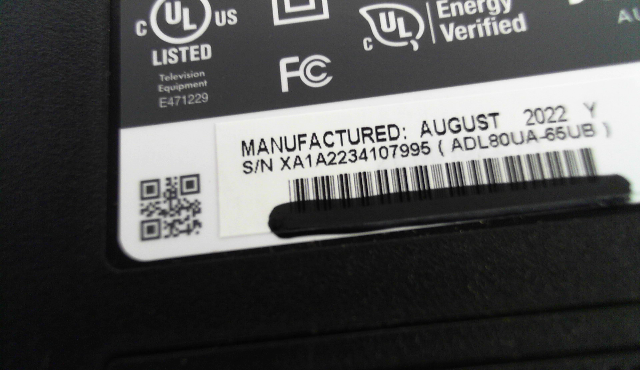 C UL US
LISTED
Television
Equipment
E471229
FC
C UL
Energy
Verified
MANUFACTURED: AUGUST 2022 Y
S/N XA1A2234107995 ( ADL80UA-65UB )